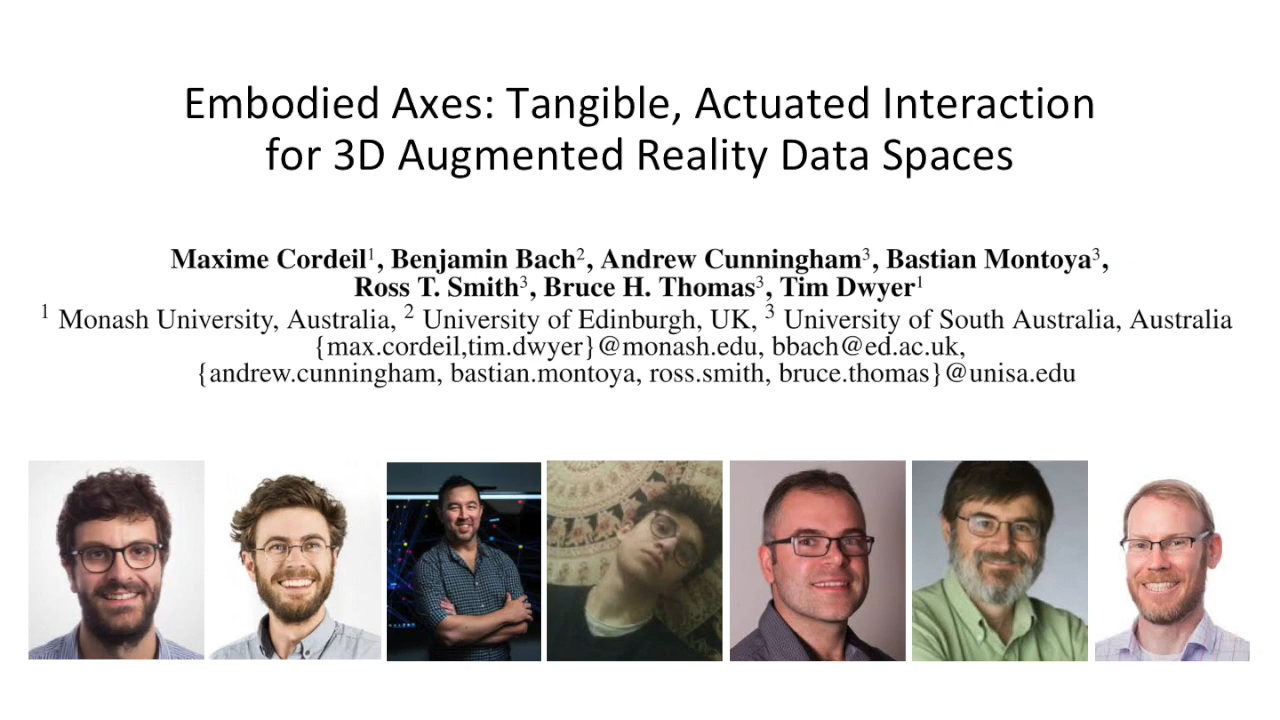 Embodied Axes: Tangible, Actuated Interaction
for 3D Augmented Reality Data Spaces
Maxime Cordeil¹, Benjamin Bach², Andrew Cunningham³, Bastian Montoya³,
Ross T. Smith³, Bruce H. Thomas³, Tim Dwyer¹
¹ Monash University, Australia, ² University of Edinburgh, UK, ³ University of South Australia, Australia
{max.cordeil,tim.dwyer}@monash.edu, bbach@ed.ac.uk,
{andrew.cunningham, bastian.montoya, ross.smith, bruce.thomas}@unisa.edu